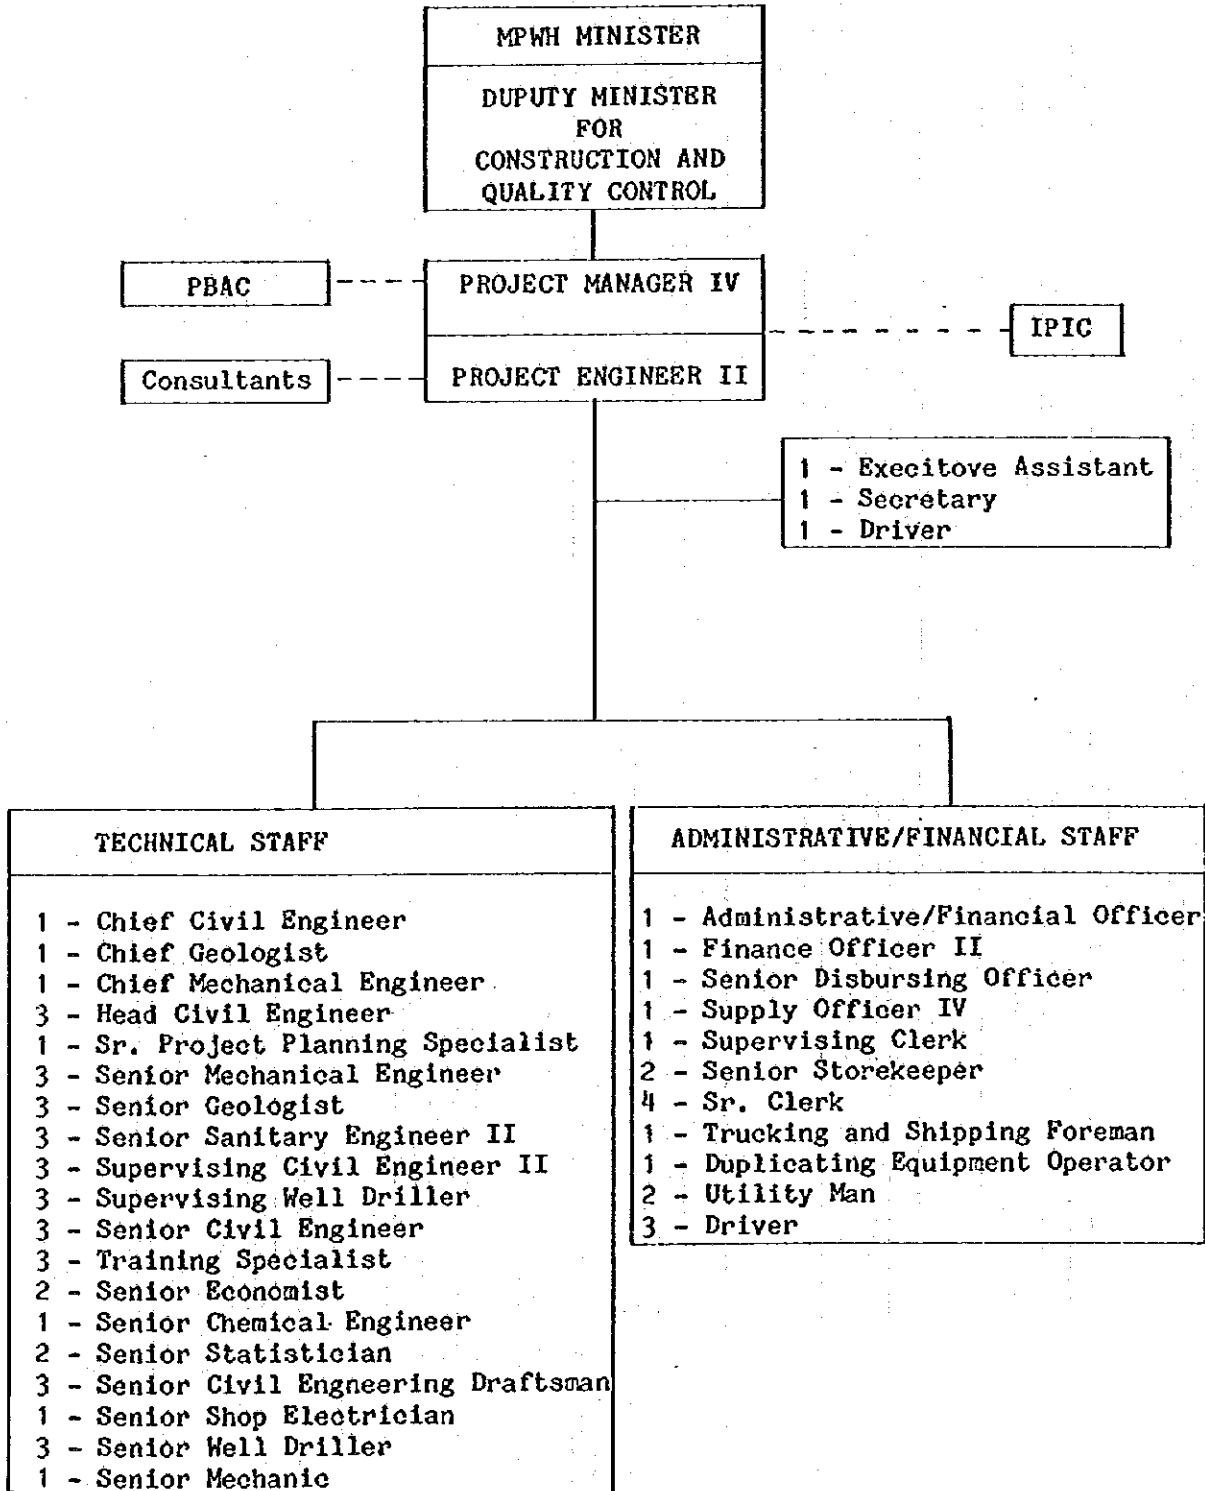 MPWH MINISTER
DUPUTY MINISTER
FOR
CONSTRUCTION AND
QUALITY CONTROL
PBAC
PROJECT MANAGER IV
IPIC
Consultants
PROJECT ENGINEER II
1 - Execitove Assistant
1 - Secretary
1 - Driver
TECHNICAL STAFF
1 - Chief Civil Engineer
1 - Chief Geologist
1 - Chief Mechanical Engineer
3 - Head Civil Engineer
1 - Sr. Project Planning Specialist
3 - Senior Mechanical Engineer
3 - Senior Geologist
3 - Senior Sanitary Engineer II
3 - Supervising Civil Engineer II
3 - Supervising Well Driller
3 - Senior Civil Engineer
3 - Training Specialist
2 - Senior Economist
1 - Senior Chemical Engineer
2 - Senior Statistician
3 - Senior Civil Engneering Draftsman
1 - Senior Shop Electrician
3 - Senior Well Driller
1 - Senior Mechanic
ADMINISTRATIVE/FINANCIAL STAFF
1 - Administrative/Financial Officer
1 - Finance Officer II
1 - Senior Disbursing Officer
1 - Supply Officer IV
1 - Supervising Clerk
2 - Senior Storekeeper
4 - Sr. Clerk
1 - Trucking and Shipping Foreman
1 - Duplicating Equipment Operator
2 - Utility Man
3 - Driver